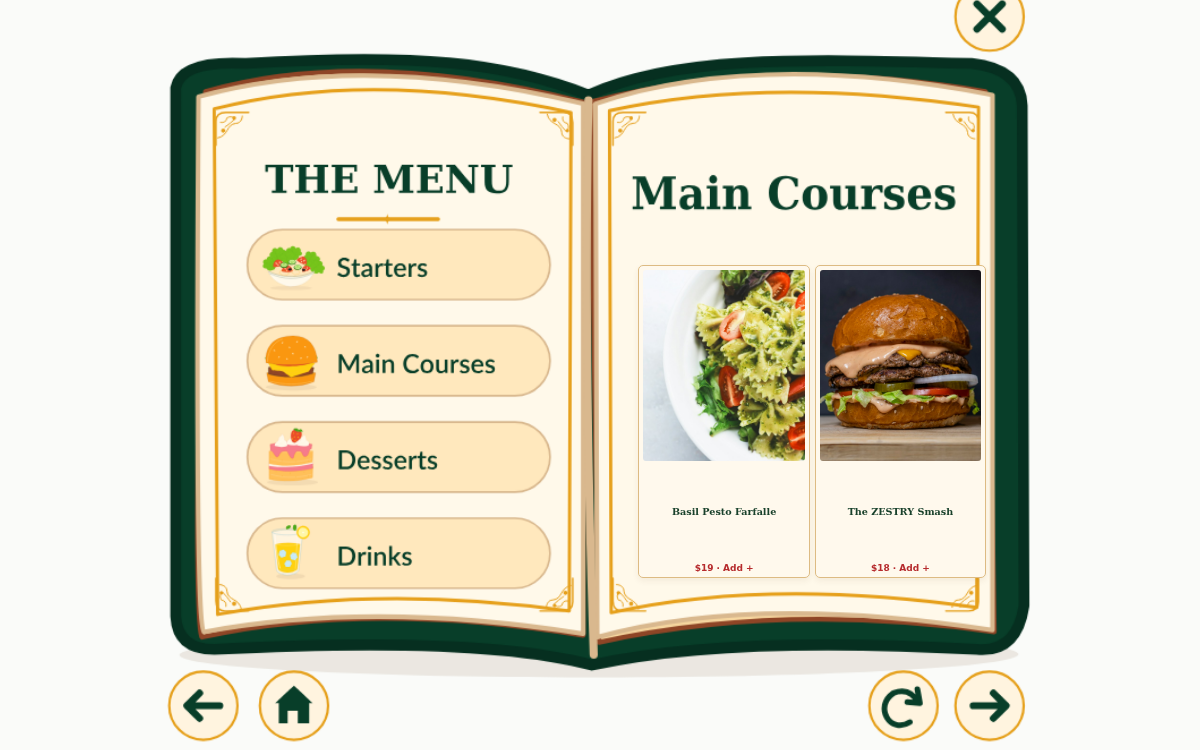 THE MENU
Starters
Main Courses
Desserts
Drinks
Main Courses
Basil Pesto Farfalle
$19 · Add +
The ZESTRY Smash
$18 · Add +